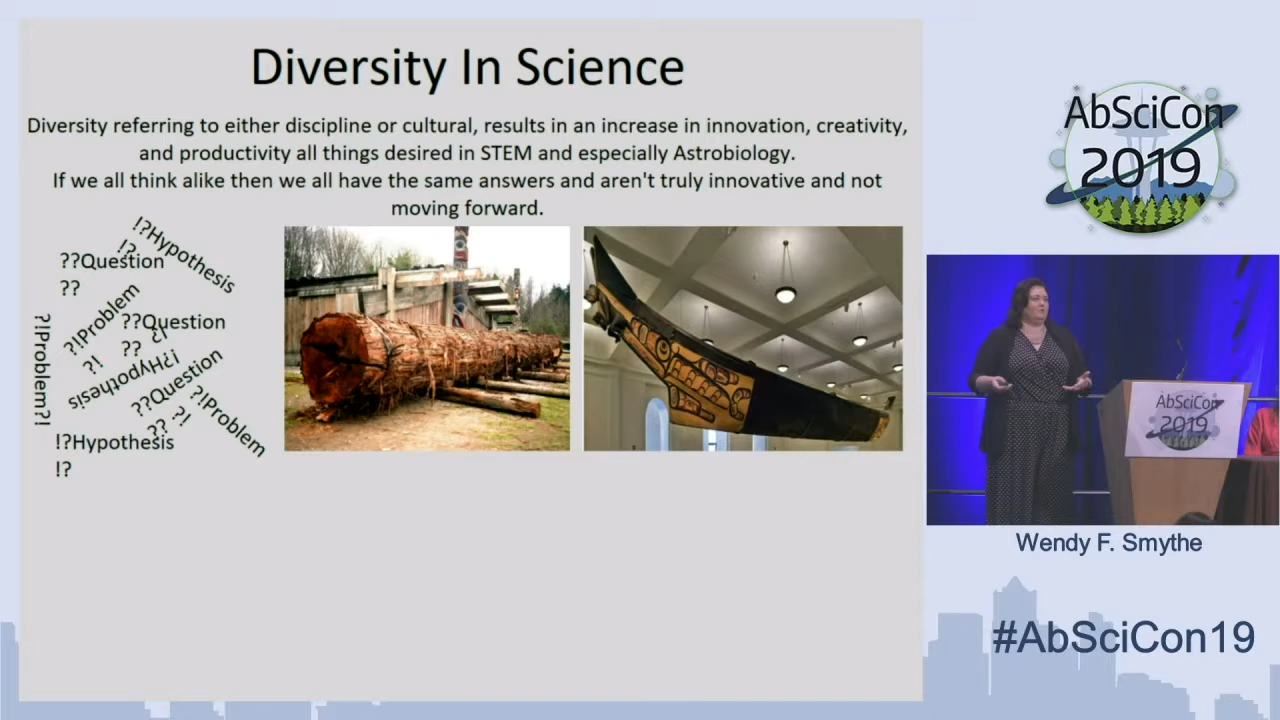 Diversity In Science
Diversity referring to either discipline or cultural, results in an increase in innovation, creativity,
and productivity all things desired in STEM and especially Astrobiology.
If we all think alike then we all have the same answers and aren't truly innovative and not
moving forward.
!?Hypothesis
!?
??Question
??
?!Problem
?!
??Question
??
?!Problem?!
!?Hypothesis
!?
??Question
??
?!Problem
?!
!?Hypothesis
!?
AbSciCon
2019
AbSciCon
2019
Wendy F. Smythe
#AbSciCon19